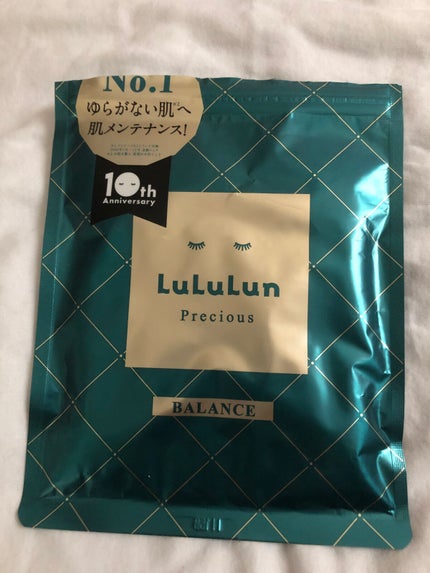 No.1
ゆらがない肌へ
肌メンテナンス!
10th
Anniversary
LuLuLun
Precious
BALANCE